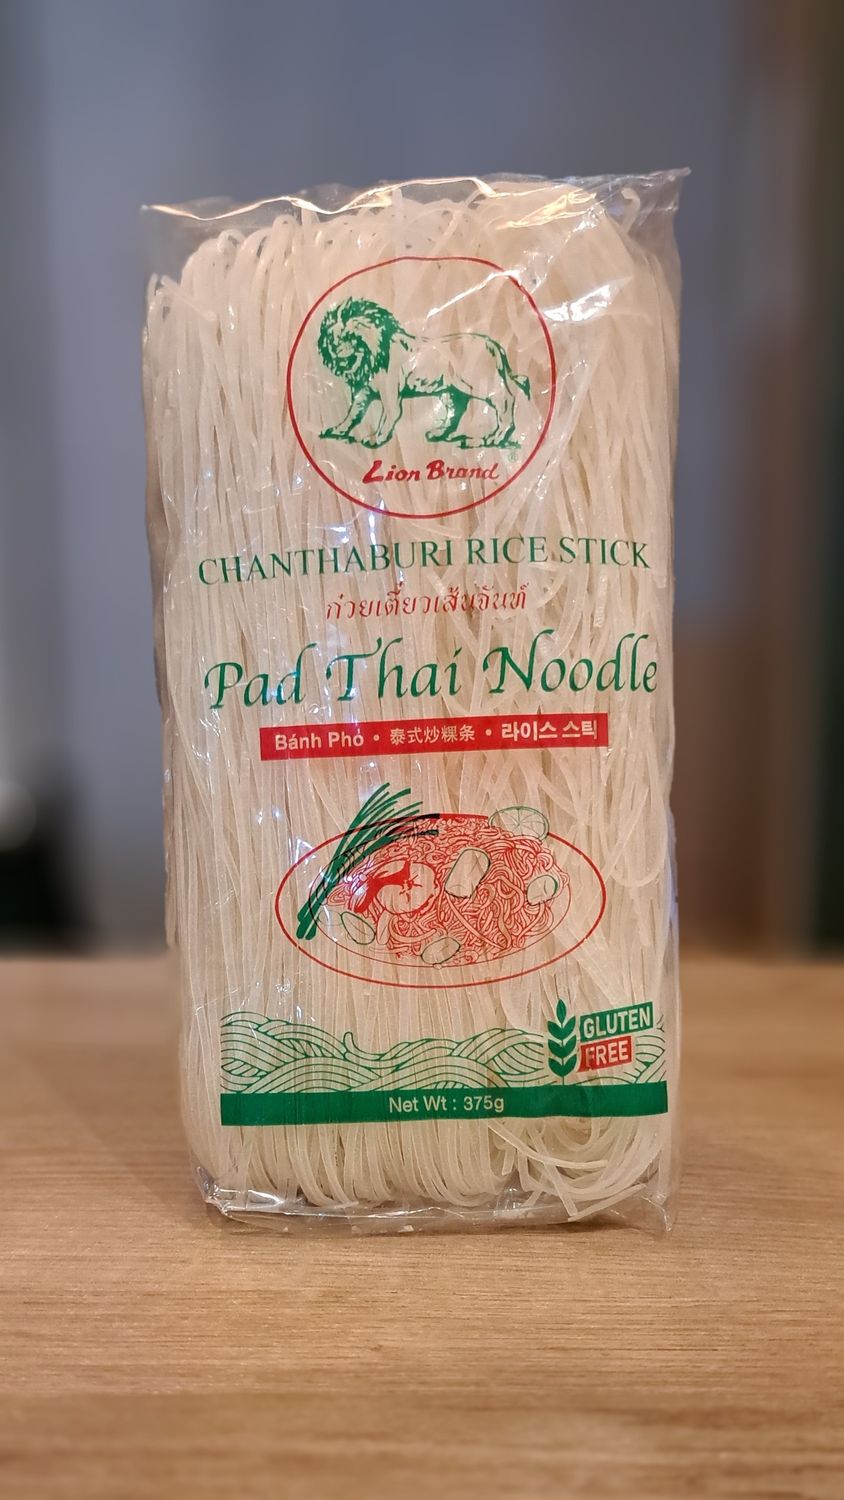 Lion Brand
®
CHANTHABURI RICE STICK
ก๋วยเตี๋ยวเส้นจันท์
Pad Thai Noodle
Bánh Phở • 泰式炒粿条 • 라이스 스틱
GLUTEN
FREE
Net Wt : 375g